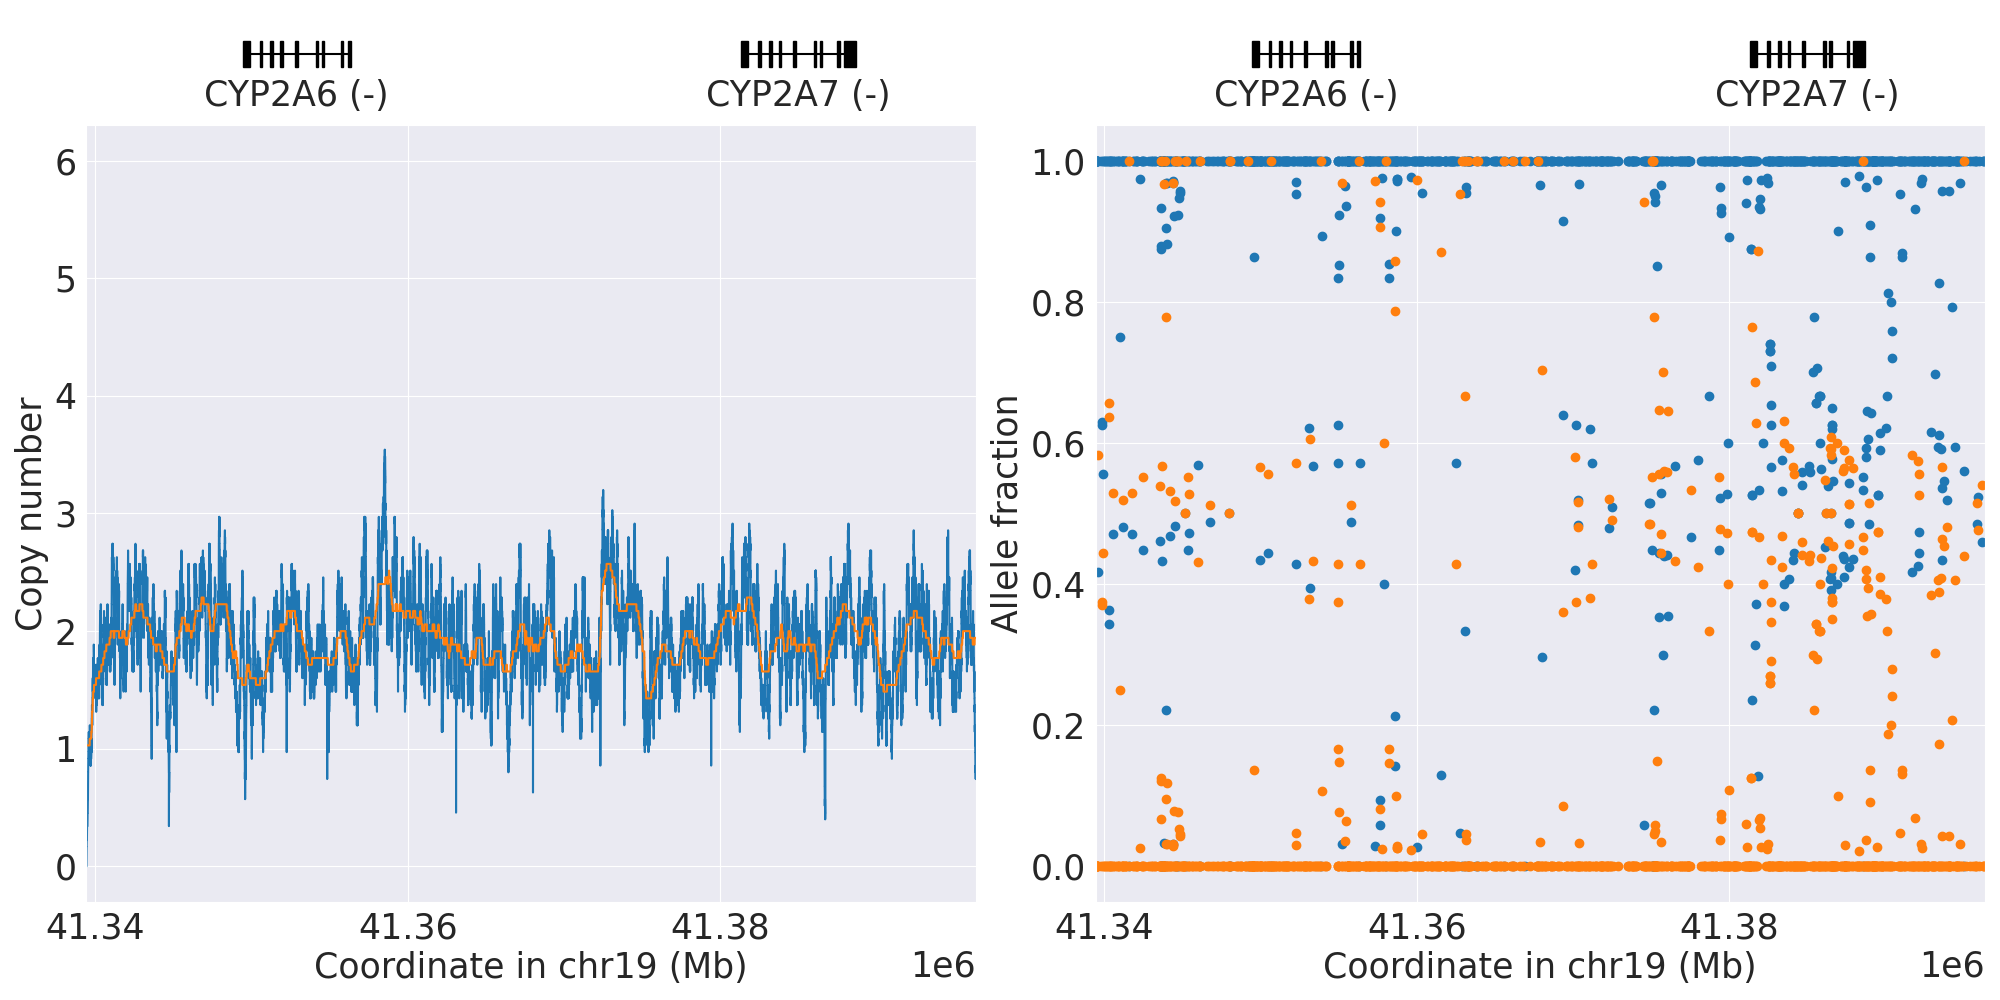 CYP2A6 (-)
CYP2A7 (-)
6
5
4
3
2
1
0
Copy number
41.34
41.36
41.38
Coordinate in chr19 (Mb)
1e6
CYP2A6 (-)
CYP2A7 (-)
1.0
0.8
0.6
0.4
0.2
0.0
Allele fraction
41.34
41.36
41.38
Coordinate in chr19 (Mb)
1e6